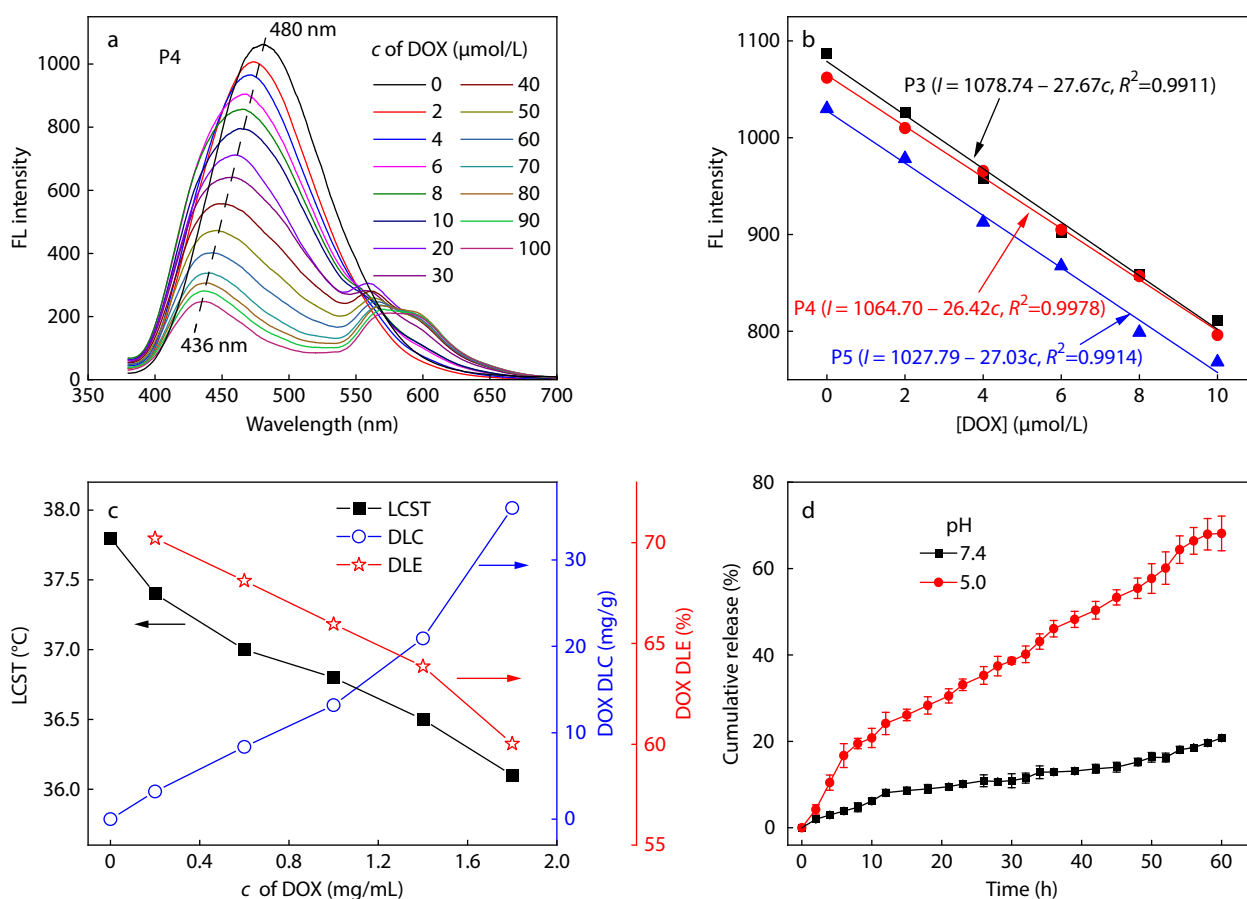 a
P4
480 nm
436 nm
c of DOX (μmol/L)
0 40
2 50
4 60
6 70
8 80
10 90
20 100
30
FL intensity
1000
800
600
400
200
0
350 400 450 500 550 600 650 700
Wavelength (nm)
b
P3 (I = 1078.74 – 27.67c, R²=0.9911)
P4 (I = 1064.70 – 26.42c, R²=0.9978)
P5 (I = 1027.79 – 27.03c, R²=0.9914)
FL intensity
1100
1000
900
800
0 2 4 6 8 10
[DOX] (μmol/L)
c
LCST
DLC
DLE
LCST (°C)
38.0
37.5
37.0
36.5
36.0
0 0.4 0.8 1.2 1.6 2.0
c of DOX (mg/mL)
30
20
10
0
DOX DLC (mg/g)
70
65
60
55
DOX DLE (%)
d
pH
7.4
5.0
Cumulative release (%)
80
60
40
20
0
0 10 20 30 40 50 60
Time (h)